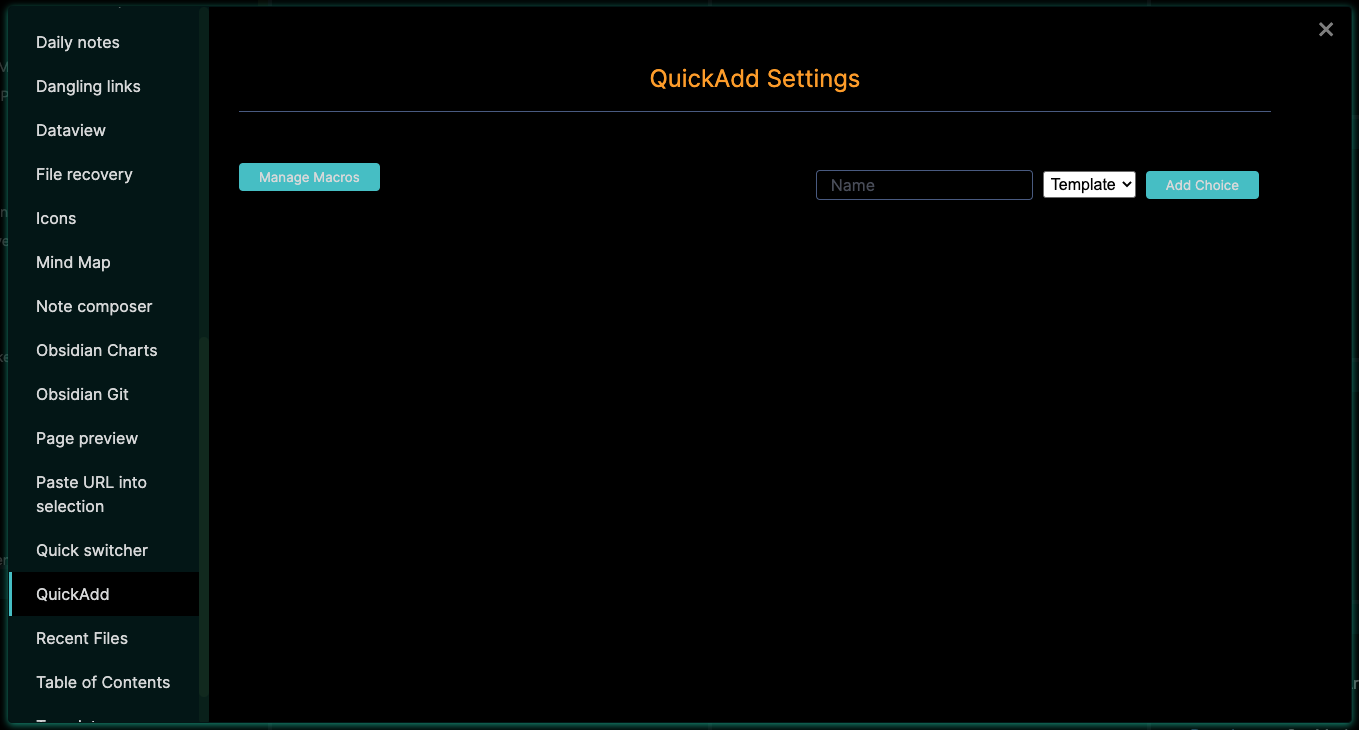 Daily notes
Dangling links
Dataview
File recovery
Icons
Mind Map
Note composer
Obsidian Charts
Obsidian Git
Page preview
Paste URL into
selection
Quick switcher
QuickAdd
Recent Files
Table of Contents
QuickAdd Settings
Manage Macros
Name
Template
Add Choice